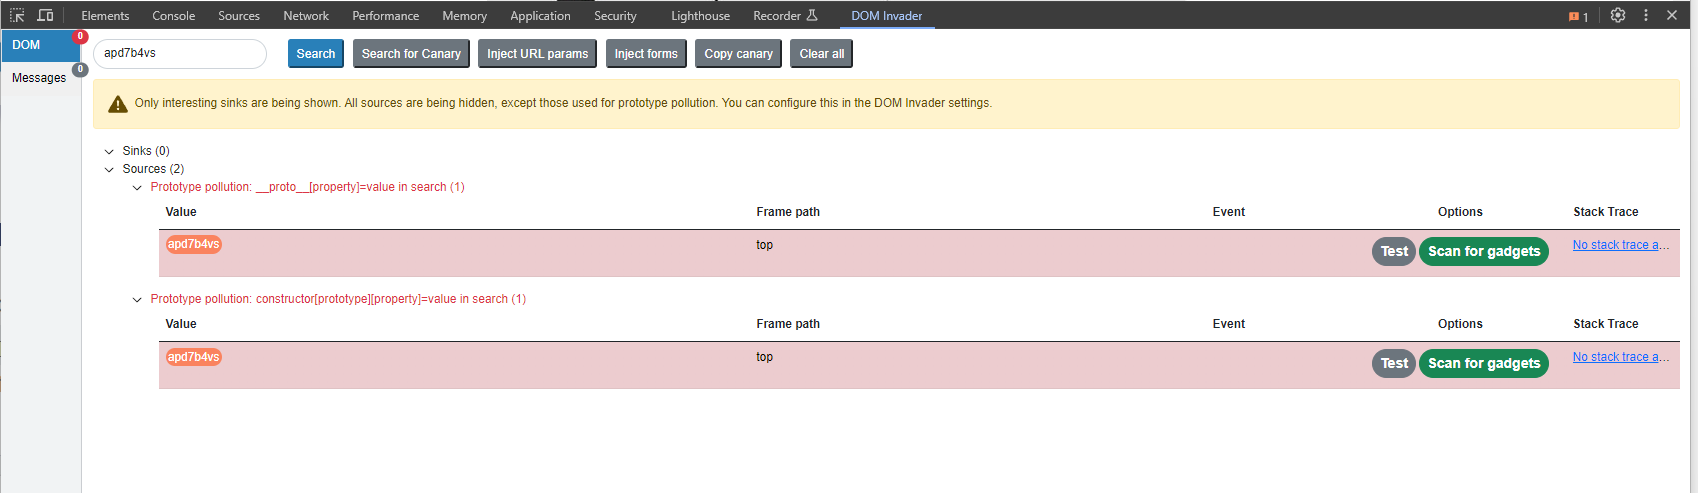 Elements Console Sources Network Performance Memory Application Security Lighthouse Recorder DOM Invader 1
DOM 0
Messages 0
apd7b4vs Search Search for Canary Inject URL params Inject forms Copy canary Clear all
Only interesting sinks are being shown. All sources are being hidden, except those used for prototype pollution. You can configure this in the DOM Invader settings.
Sinks (0)
Sources (2)
Prototype pollution: __proto__[property]=value in search (1)
Value Frame path Event Options Stack Trace
apd7b4vs top Test Scan for gadgets No stack trace a...
Prototype pollution: constructor[prototype][property]=value in search (1)
Value Frame path Event Options Stack Trace
apd7b4vs top Test Scan for gadgets No stack trace a...